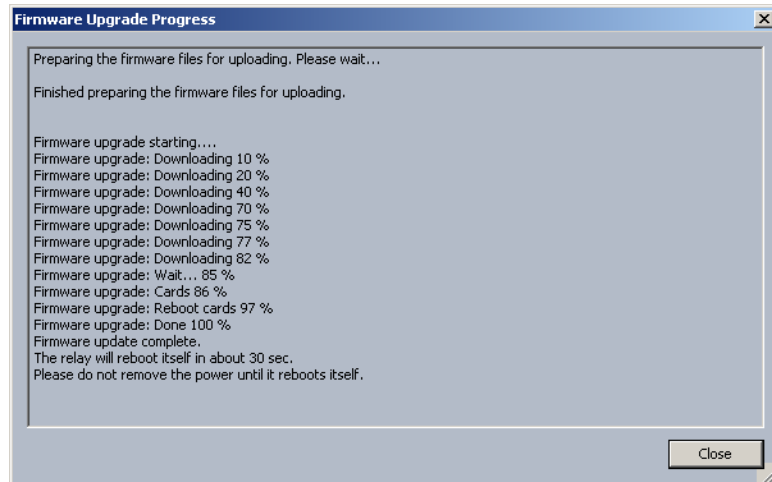 Firmware Upgrade Progress
Preparing the firmware files for uploading. Please wait...
Finished preparing the firmware files for uploading.
Firmware upgrade starting....
Firmware upgrade: Downloading 10 %
Firmware upgrade: Downloading 20 %
Firmware upgrade: Downloading 40 %
Firmware upgrade: Downloading 70 %
Firmware upgrade: Downloading 75 %
Firmware upgrade: Downloading 77 %
Firmware upgrade: Downloading 82 %
Firmware upgrade: Wait... 85 %
Firmware upgrade: Cards 86 %
Firmware upgrade: Reboot cards 97 %
Firmware upgrade: Done 100 %
Firmware update complete.
The relay will reboot itself in about 30 sec.
Please do not remove the power until it reboots itself.
Close